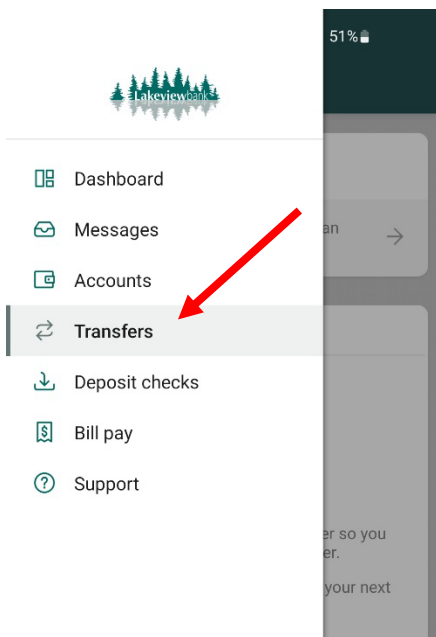 51%
Lakeviewbank
Dashboard
Messages
an
Accounts
Transfers
Deposit checks
Bill pay
Support
er so you
er.
your next